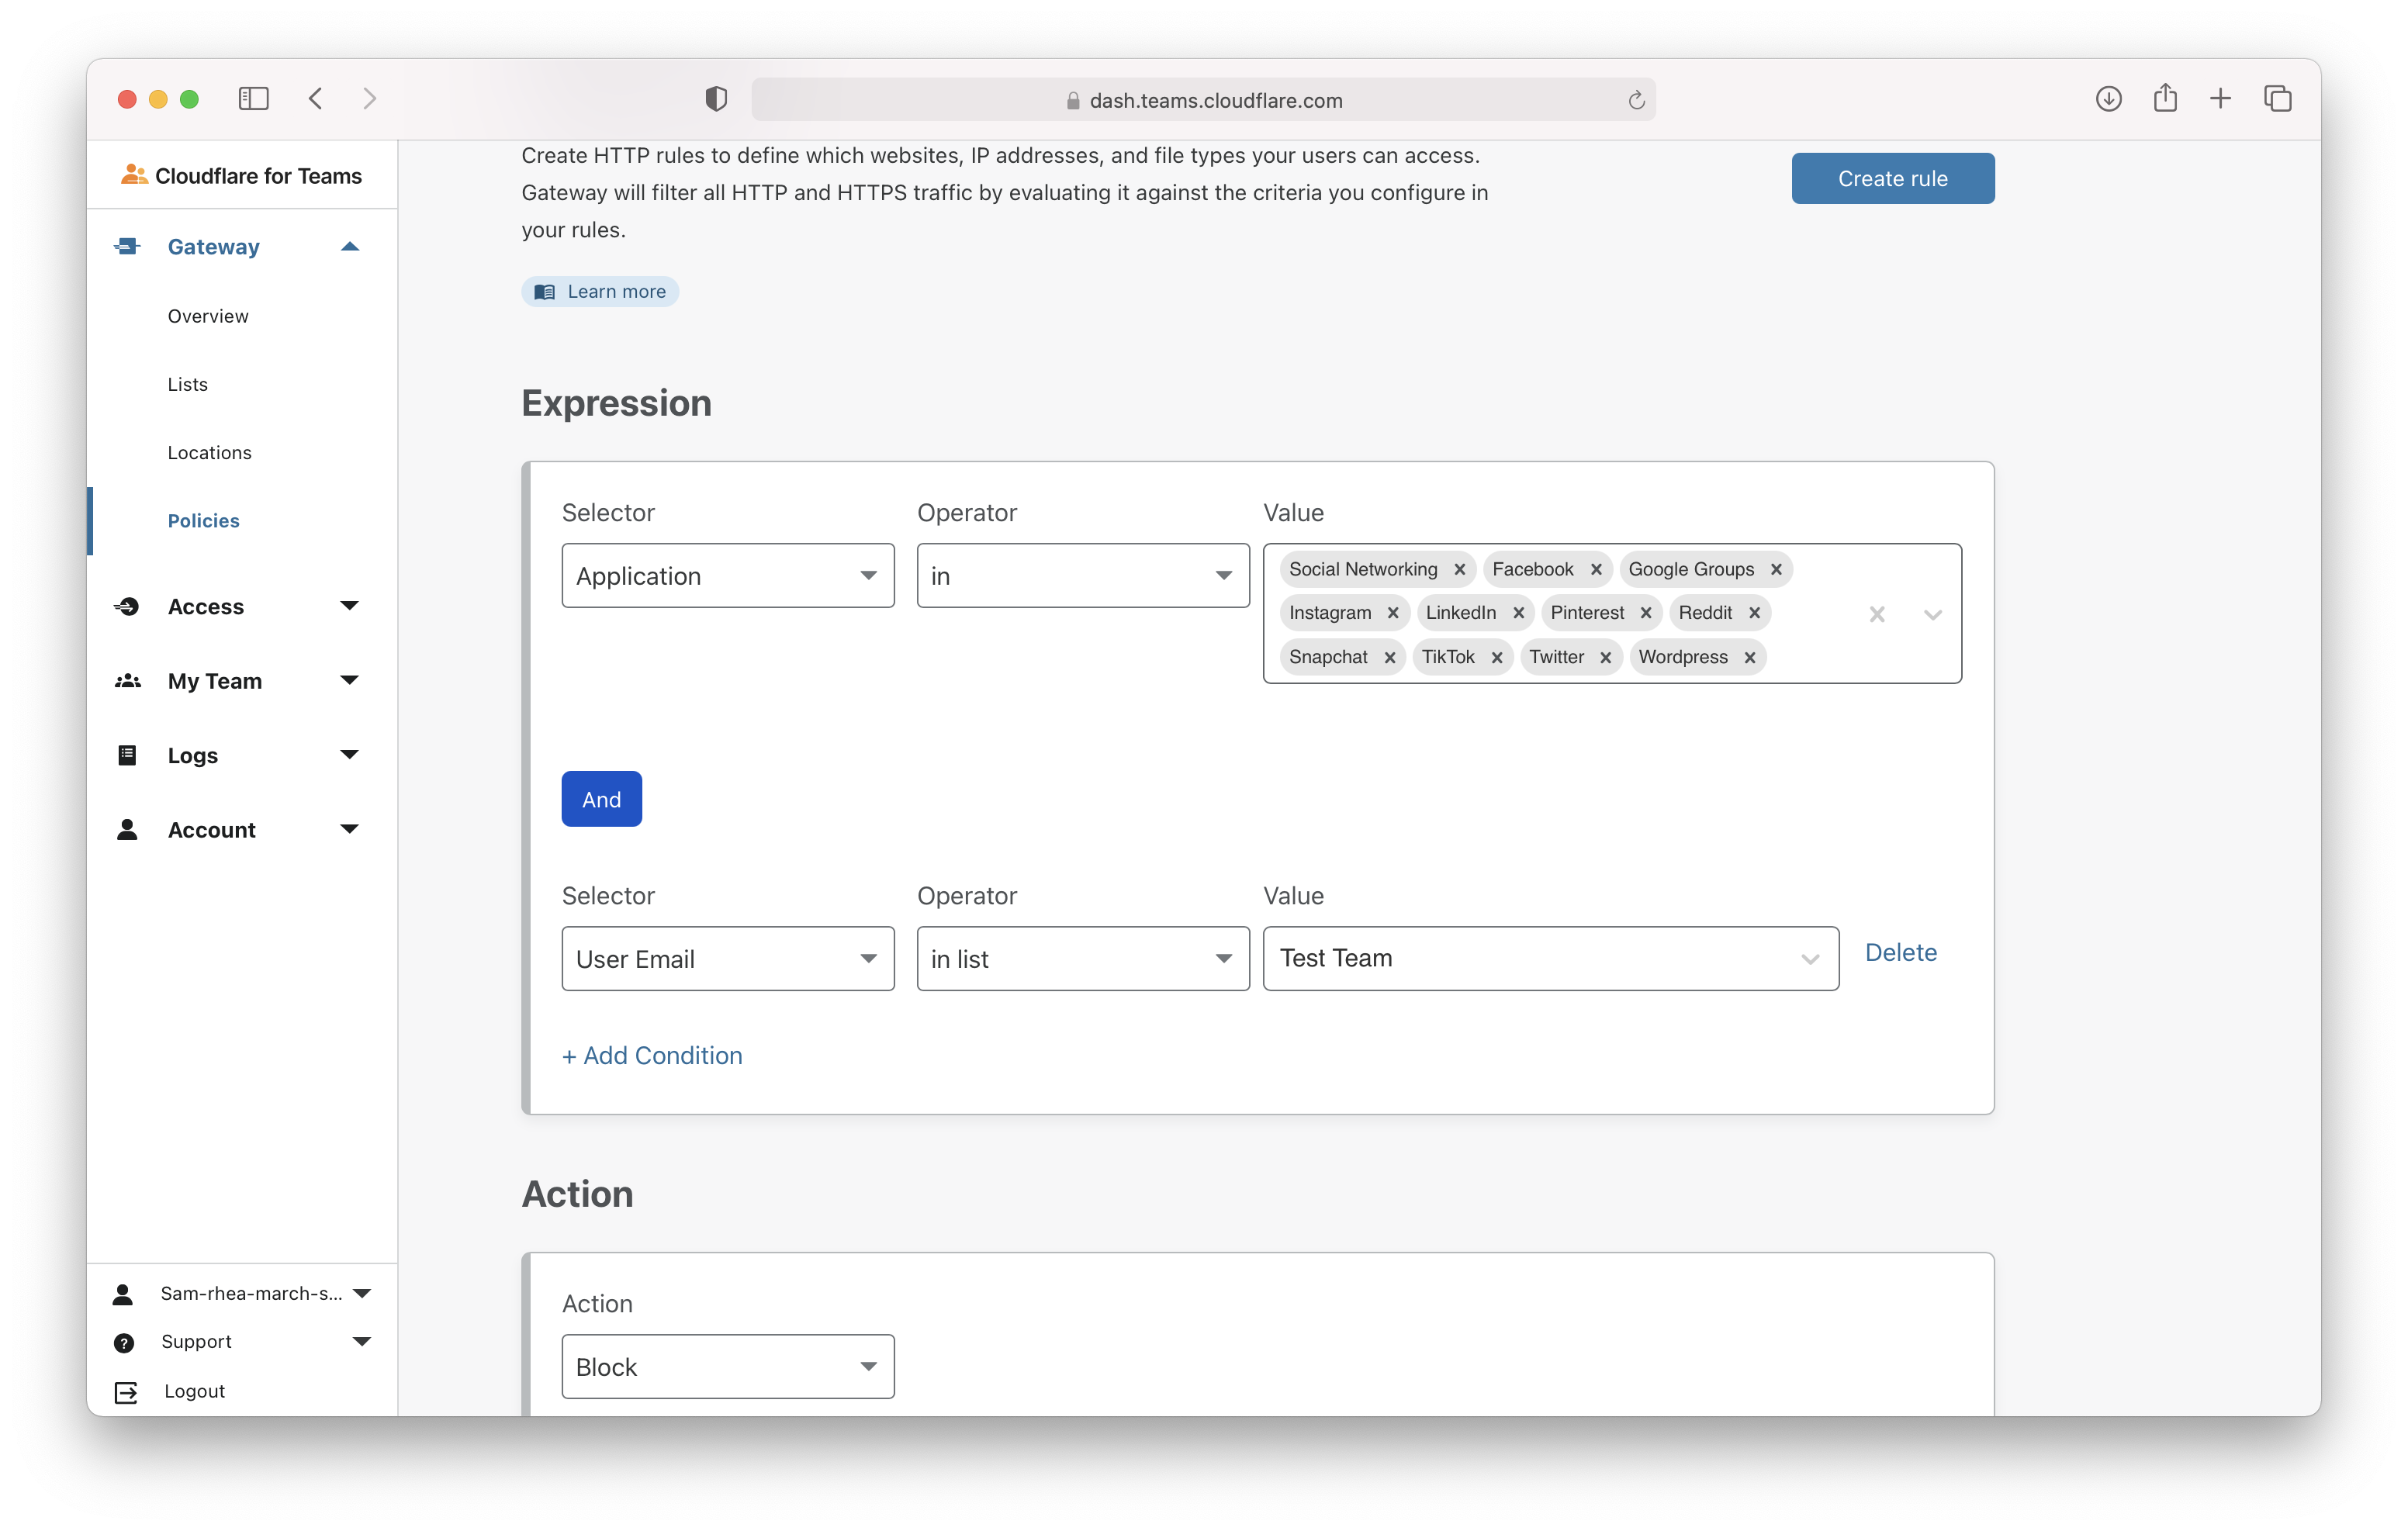 dash.teams.cloudflare.com
Cloudflare for Teams
Gateway
Overview
Lists
Locations
Policies
Access
My Team
Logs
Account
Sam-rhea-march-s...
Support
Logout
Create HTTP rules to define which websites, IP addresses, and file types your users can access.
Gateway will filter all HTTP and HTTPS traffic by evaluating it against the criteria you configure in
your rules.
Create rule
Learn more
Expression
Selector Operator Value
Application in
Social Networking Facebook Google Groups
Instagram LinkedIn Pinterest Reddit
Snapchat TikTok Twitter Wordpress
And
Selector Operator Value
User Email in list Test Team Delete
+ Add Condition
Action
Action
Block